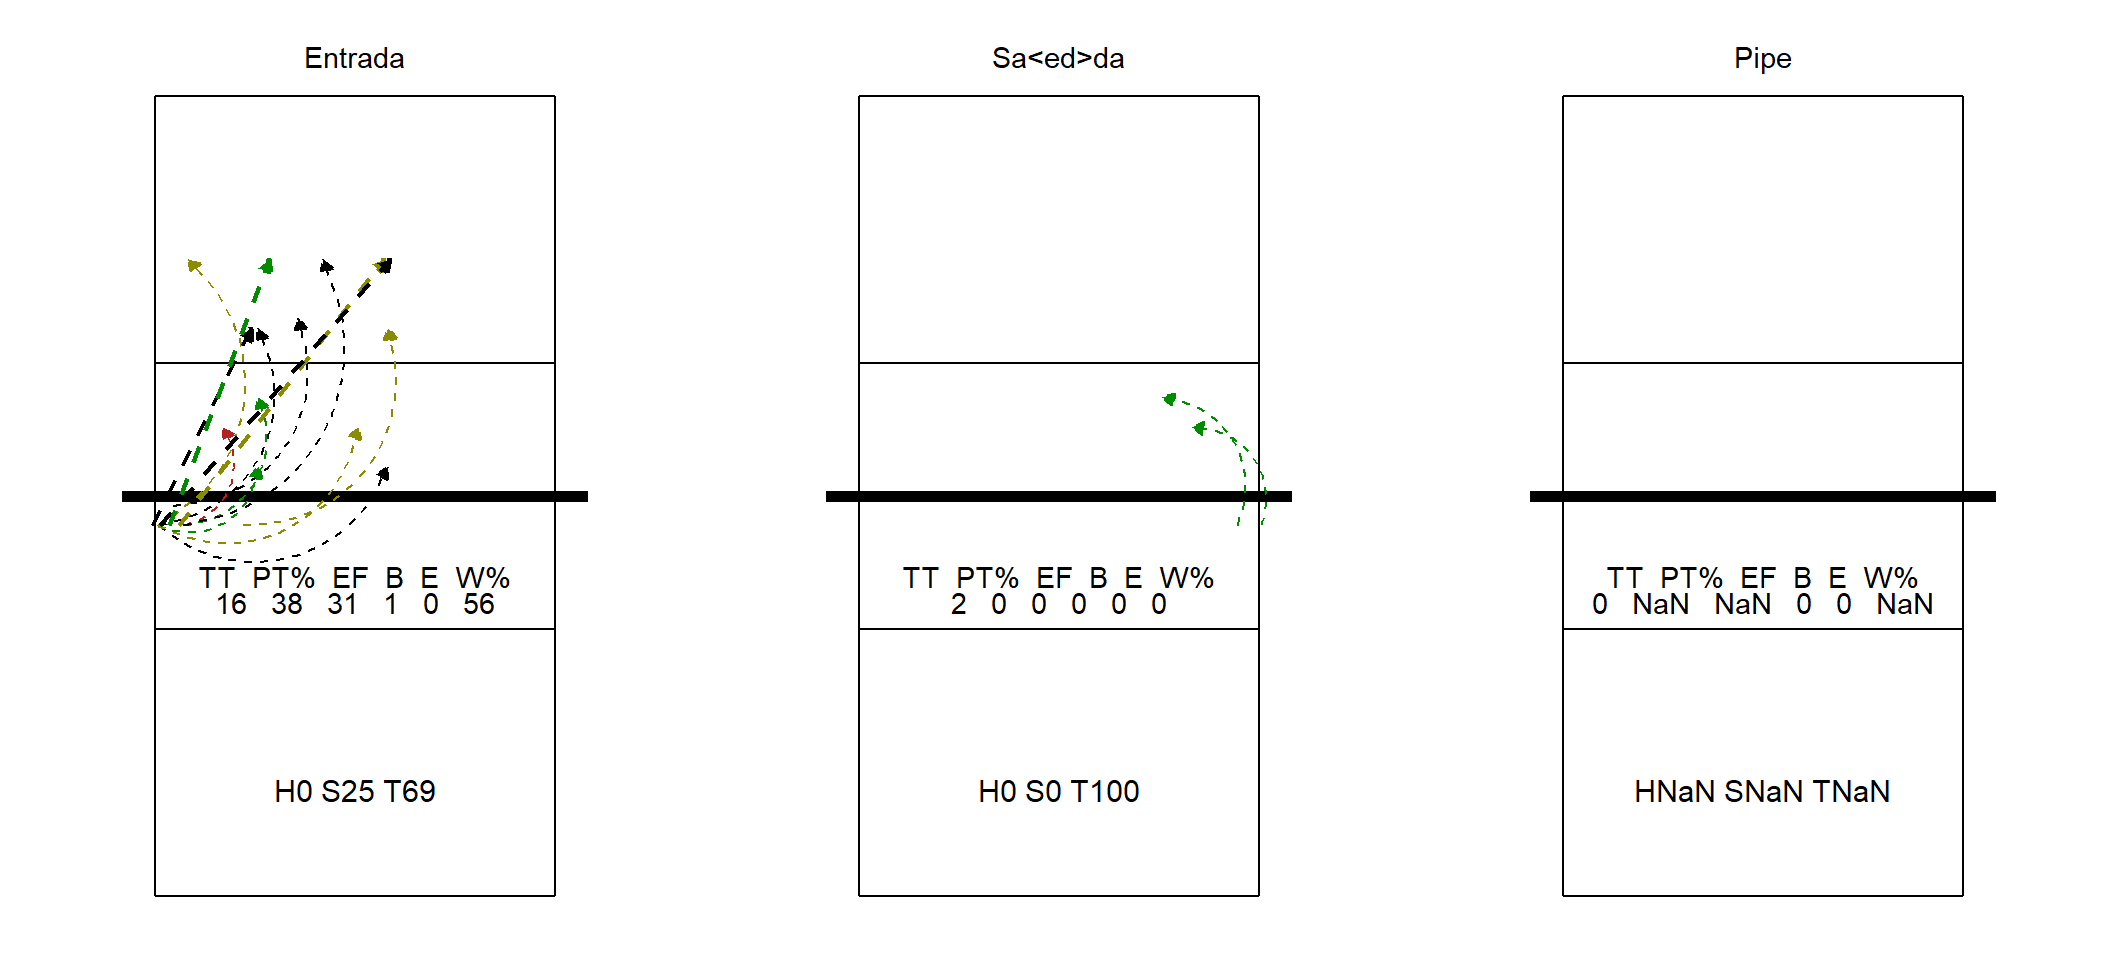 Entrada
TT PT% EF B E W%
16 38 31 1 0 56
H0 S25 T69
Sa<ed>da
TT PT% EF B E W%
2 0 0 0 0 0
H0 S0 T100
Pipe
TT PT% EF B E W%
0 NaN NaN 0 0 NaN
HNaN SNaN TNaN